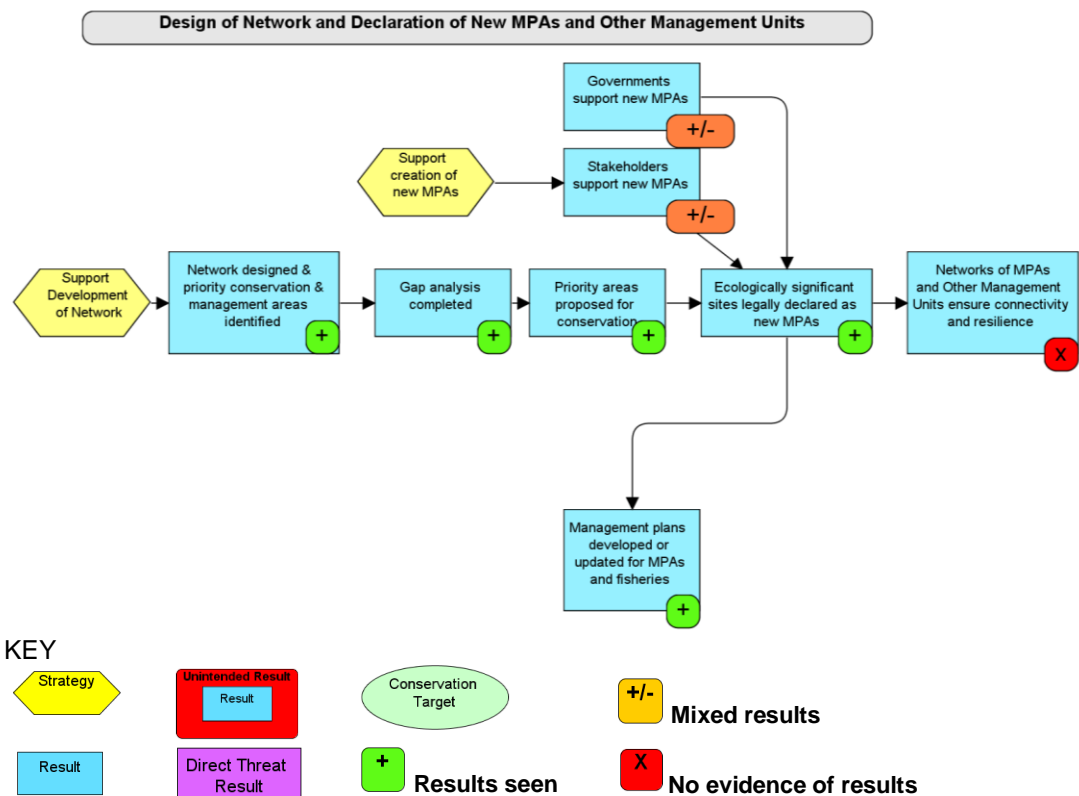 Design of Network and Declaration of New MPAs and Other Management Units
Governments
support new MPAs
+/-
Support
creation of
new MPAs
Stakeholders
support new MPAs
+/-
Support
Development
of Network
Network designed &
priority conservation &
management areas
identified
+
Gap analysis
completed
+
Priority areas
proposed for
conservation
+
Ecologically significant
sites legally declared as
new MPAs
+
Networks of MPAs
and Other Management
Units ensure connectivity
and resilience
X
Management plans
developed or
updated for MPAs
and fisheries
+
KEY
Strategy
Unintended Result
Result
Conservation
Target
+/-
Mixed results
Result
Direct Threat
Result
+
Results seen
X
No evidence of results